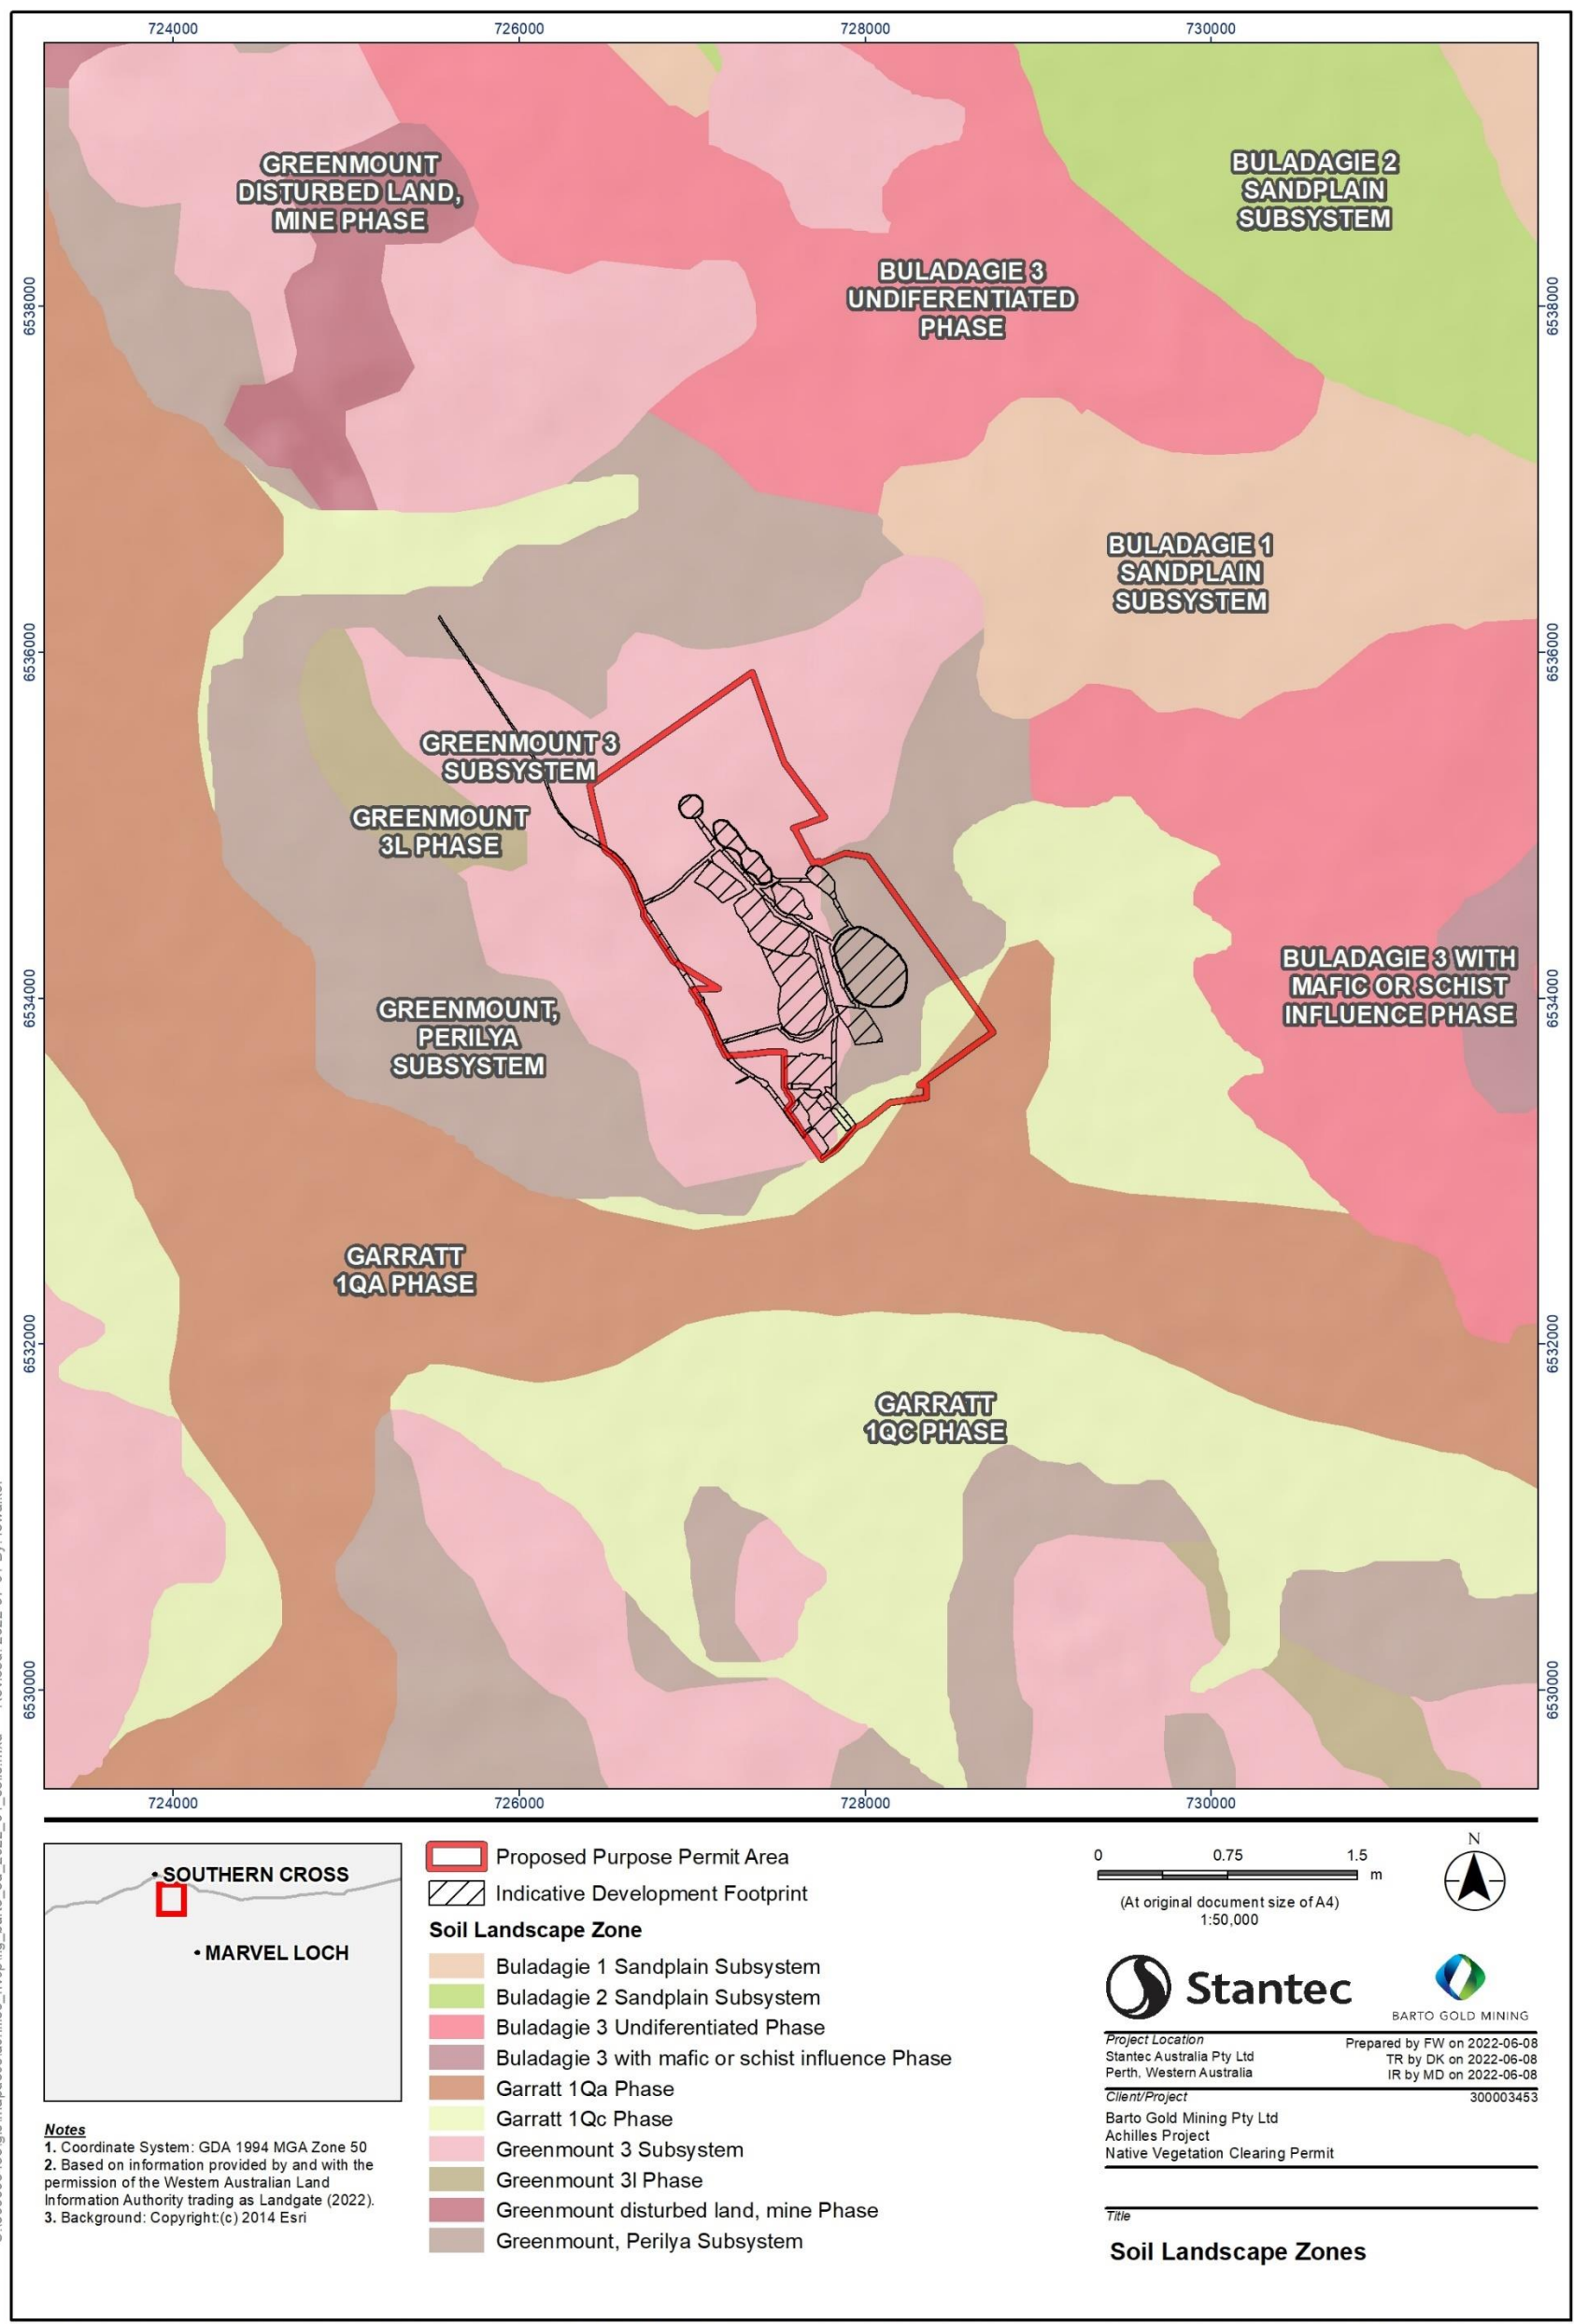 724000
726000
728000
730000
GREENMOUNT
DISTURBED LAND,
MINE PHASE
BULADAGIE 2
SANDPLAIN
SUBSYSTEM
BULADAGIE 3
UNDIFERENTIATED
PHASE
6538000
6538000
BULADAGIE 1
SANDPLAIN
SUBSYSTEM
6536000
6536000
GREENMOUNT 3
SUBSYSTEM
GREENMOUNT
3L PHASE
BULADAGIE 3 WITH
MAFIC OR SCHIST
INFLUENCE PHASE
6534000
6534000
GREENMOUNT,
PERILYA
SUBSYSTEM
GARRATT
1QA PHASE
6532000
6532000
GARRATT
1QC PHASE
6530000
6530000
724000
726000
728000
730000
SOUTHERN CROSS
MARVEL LOCH
Notes
1. Coordinate System: GDA 1994 MGA Zone 50
2. Based on information provided by and with the
permission of the Western Australian Land
Information Authority trading as Landgate (2022).
3. Background: Copyright:(c) 2014 Esri
Proposed Purpose Permit Area
Indicative Development Footprint
Soil Landscape Zone
Buladagie 1 Sandplain Subsystem
Buladagie 2 Sandplain Subsystem
Buladagie 3 Undiferentiated Phase
Buladagie 3 with mafic or schist influence Phase
Garratt 1Qa Phase
Garratt 1Qc Phase
Greenmount 3 Subsystem
Greenmount 3l Phase
Greenmount disturbed land, mine Phase
Greenmount, Perilya Subsystem
0 0.75 1.5
m
(At original document size of A4)
1:50,000
N
Stantec
BARTO GOLD MINING
Project Location
Stantec Australia Pty Ltd
Perth, Western Australia
Prepared by FW on 2022-06-08
TR by DK on 2022-06-08
IR by MD on 2022-06-08
Client/Project 300003453
Barto Gold Mining Pty Ltd
Achilles Project
Native Vegetation Clearing Permit
Title
Soil Landscape Zones